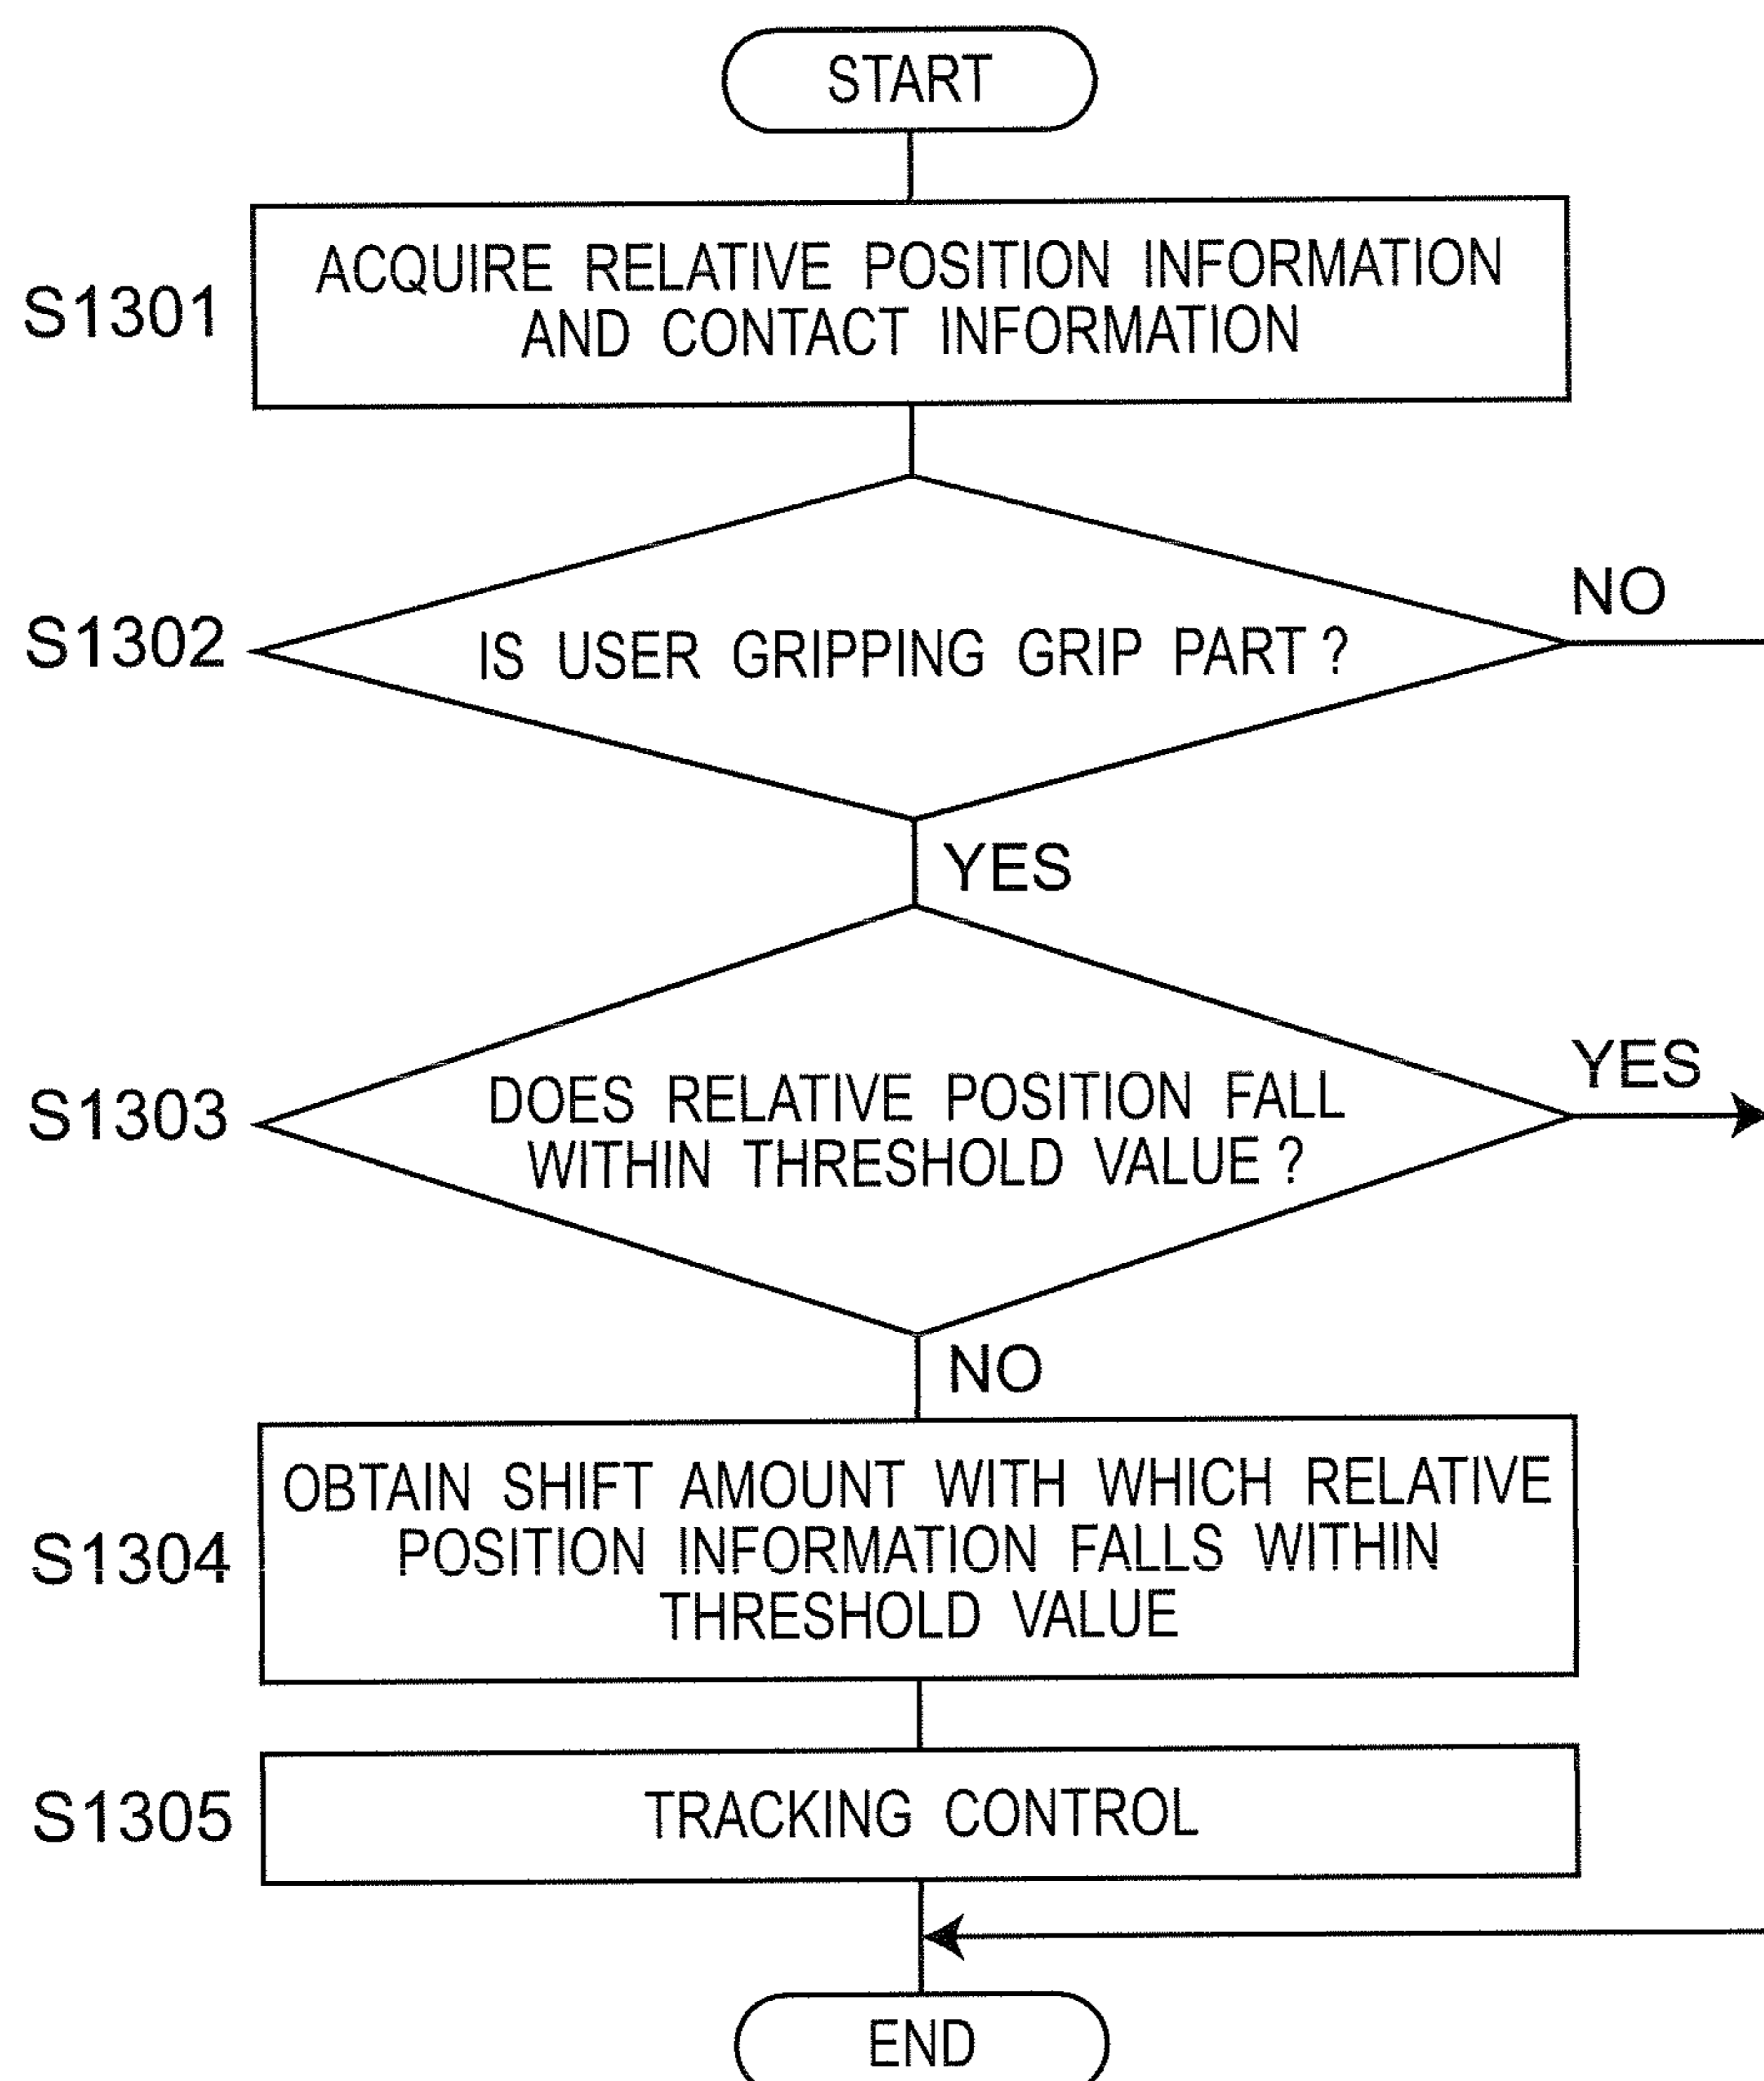 START
S1301
ACQUIRE RELATIVE POSITION INFORMATION
AND CONTACT INFORMATION
S1302
IS USER GRIPPING GRIP PART ?
NO
YES
S1303
DOES RELATIVE POSITION FALL
WITHIN THRESHOLD VALUE ?
YES
NO
S1304
OBTAIN SHIFT AMOUNT WITH WHICH RELATIVE
POSITION INFORMATION FALLS WITHIN
THRESHOLD VALUE
S1305
TRACKING CONTROL
END